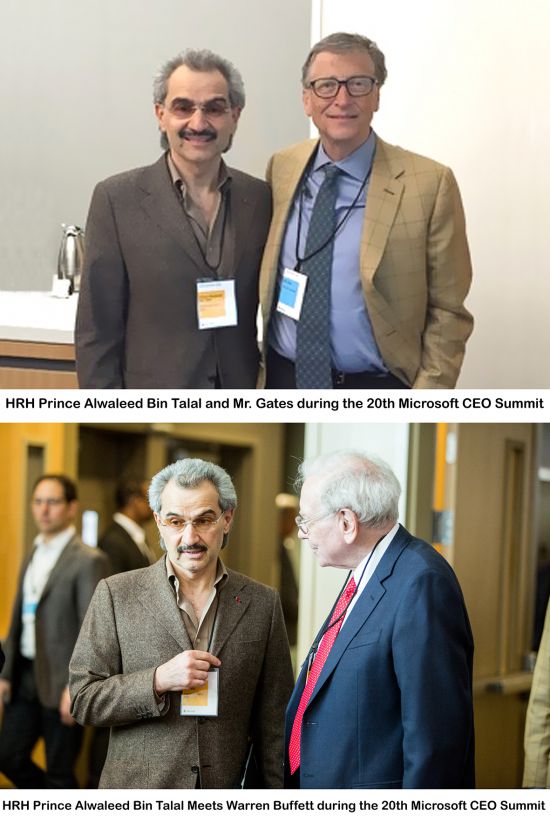 HRH Prince Alwaleed Bin Talal and Mr. Gates during the 20th Microsoft CEO Summit
HRH Prince Alwaleed Bin Talal Meets Warren Buffett during the 20th Microsoft CEO Summit